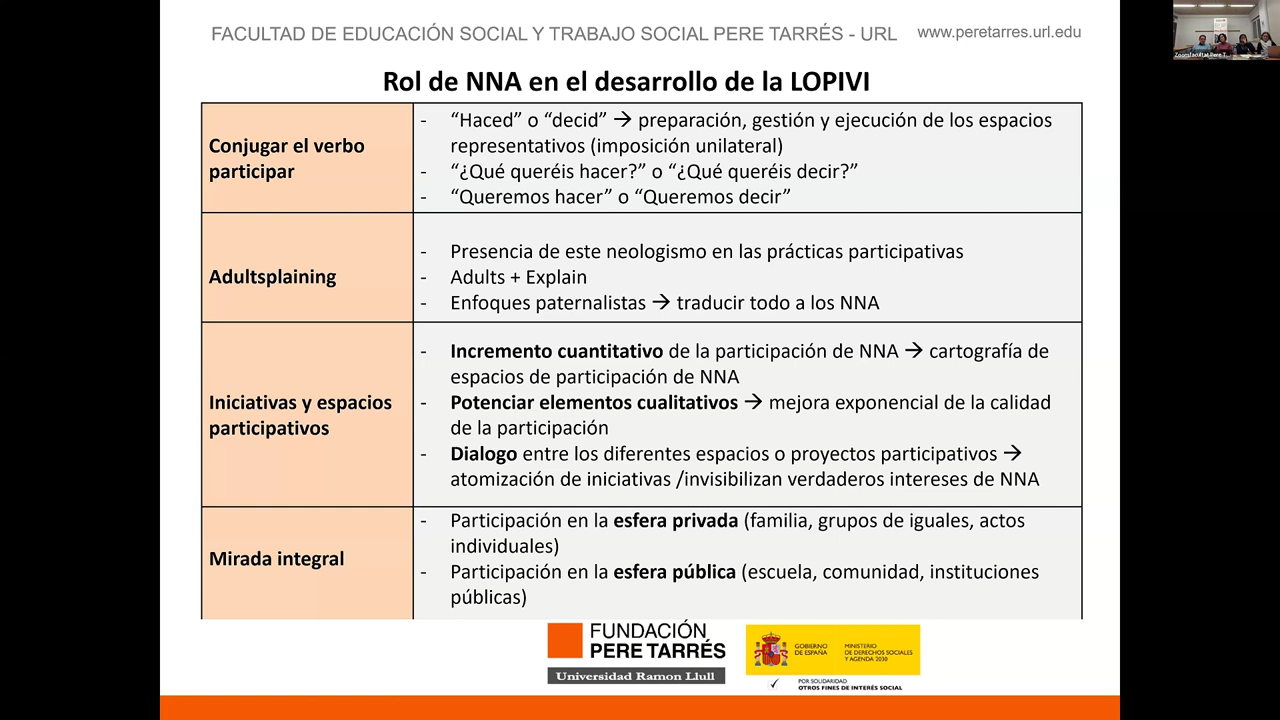 FACULTAD DE EDUCACIÓN SOCIAL Y TRABAJO SOCIAL PERE TARRÉS - URL www.peretarres.url.edu
Rol de NNA en el desarrollo de la LOPIVI
Conjugar el verbo
participar
- “Haced” o “decid” → preparación, gestión y ejecución de los espacios
representativos (imposición unilateral)
- “¿Qué queréis hacer?” o “¿Qué queréis decir?”
- “Queremos hacer” o “Queremos decir”
Adultsplaining
- Presencia de este neologismo en las prácticas participativas
- Adults + Explain
- Enfoques paternalistas → traducir todo a los NNA
Iniciativas y espacios
participativos
- Incremento cuantitativo de la participación de NNA → cartografía de
espacios de participación de NNA
- Potenciar elementos cualitativos → mejora exponencial de la calidad
de la participación
- Dialogo entre los diferentes espacios o proyectos participativos →
atomización de iniciativas /invisibilizan verdaderos intereses de NNA
Mirada integral
- Participación en la esfera privada (familia, grupos de iguales, actos
individuales)
- Participación en la esfera pública (escuela, comunidad, instituciones
públicas)
FUNDACIÓN
PERE TARRÉS
Universidad Ramon Llull
GOBIERNO
DE ESPAÑA
MINISTERIO
DE DERECHOS SOCIALES
Y AGENDA 2030
POR SOLIDARIDAD
OTROS FINES DE INTERÉS SOCIAL
Zoomfacultat Pere T...